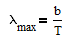 λmax = b/T